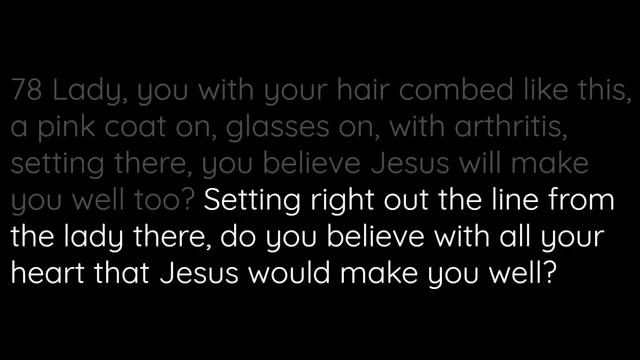 78 Lady, you with your hair combed like this,
a pink coat on, glasses on, with arthritis,
setting there, you believe Jesus will make
you well too? Setting right out the line from
the lady there, do you believe with all your
heart that Jesus would make you well?